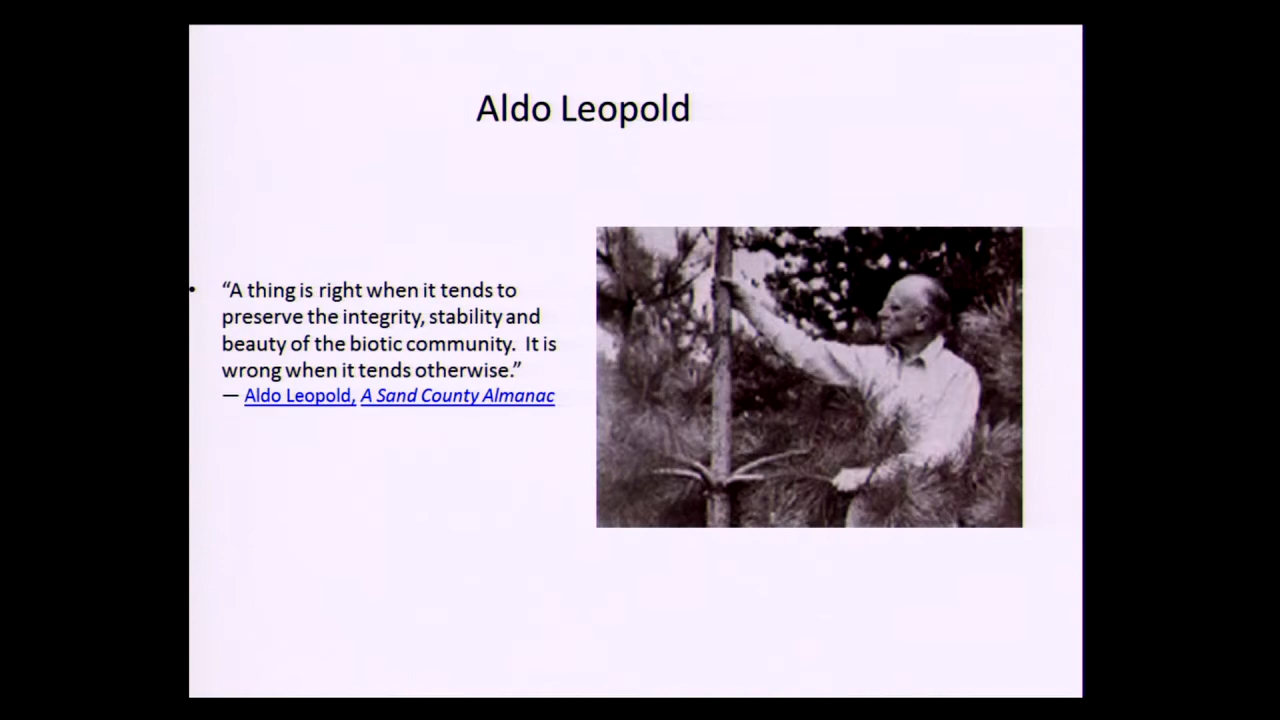 Aldo Leopold
• “A thing is right when it tends to
preserve the integrity, stability and
beauty of the biotic community.  It is
wrong when it tends otherwise.”
— Aldo Leopold, A Sand County Almanac